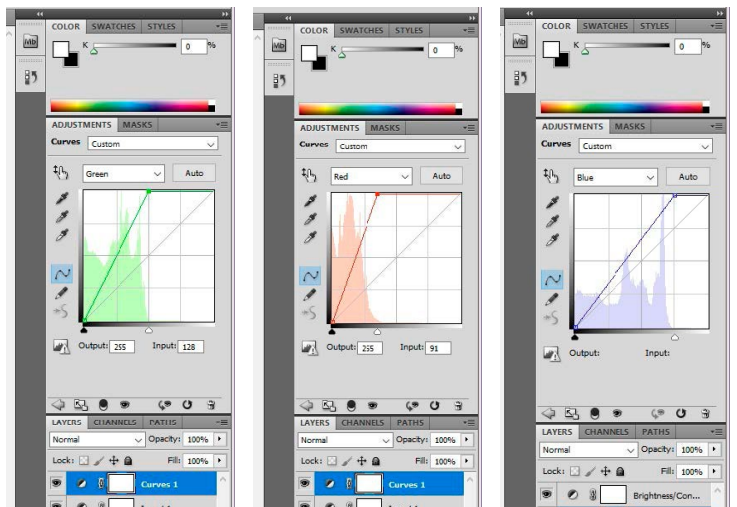 COLOR SWATCHES STYLES
Mb
K 0 %
ADJUSTMENTS MASKS
Curves Custom
Green Auto
Output: 255 Input: 128
LAYERS CHANNELS PATHS
Normal Opacity: 100%
Lock: Fill: 100%
Curves 1
COLOR SWATCHES STYLES
Mb
K 0 %
ADJUSTMENTS MASKS
Curves Custom
Red Auto
Output: 255 Input: 91
LAYERS CHANNELS PATHS
Normal Opacity: 100%
Lock: Fill: 100%
Curves 1
COLOR SWATCHES STYLES
Mb
K 0 %
ADJUSTMENTS MASKS
Curves Custom
Blue Auto
Output: Input:
LAYERS CHANNELS PATHS
Normal Opacity: 100%
Lock: Fill: 100%
Brightness/Con...